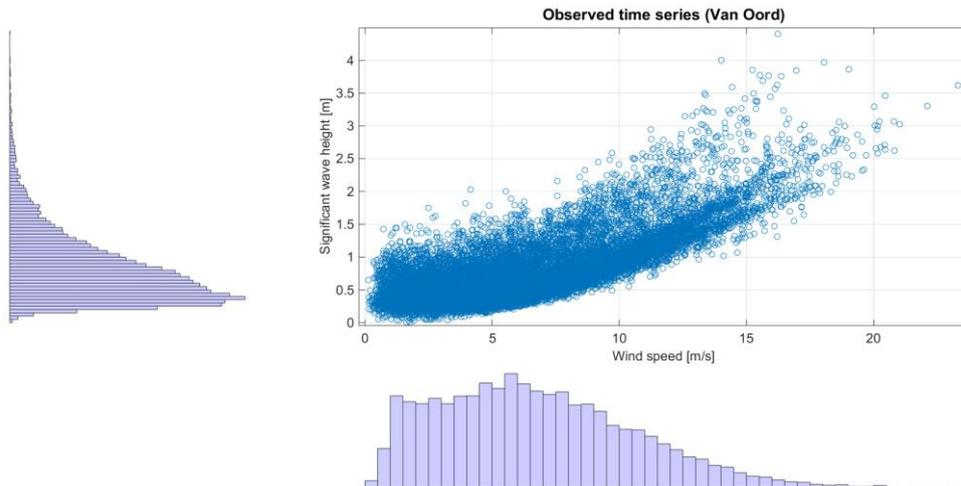 Observed time series (Van Oord)
Significant wave height [m]
4
3.5
3
2.5
2
1.5
1
0.5
0
0 5 10 15 20
Wind speed [m/s]